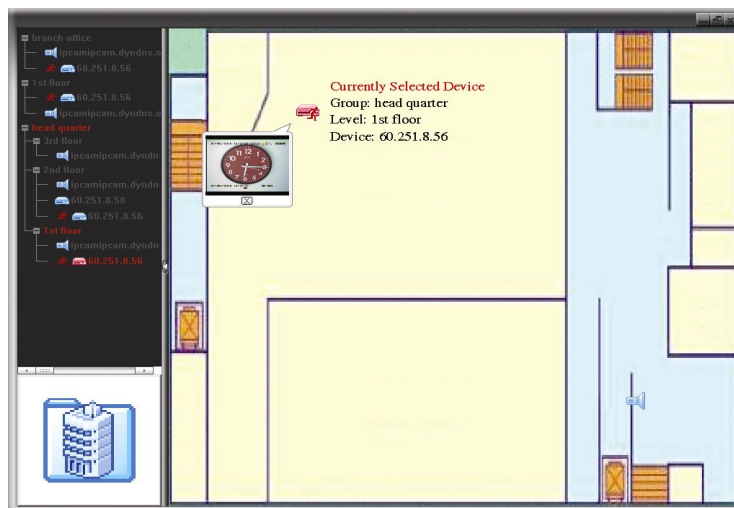 branch office
ipcamipcam.dyndns.o
60.251.8.56
1st floor
60.251.8.56
ipcamipcam.dyndns.o
head quarter
3rd floor
ipcamipcam.dyndn
2nd floor
ipcamipcam.dyndn
60.251.8.58
60.251.8.56
1st floor
ipcamipcam.dyndn
60.251.8.56
Currently Selected Device
Group: head quarter
Level: 1st floor
Device: 60.251.8.56